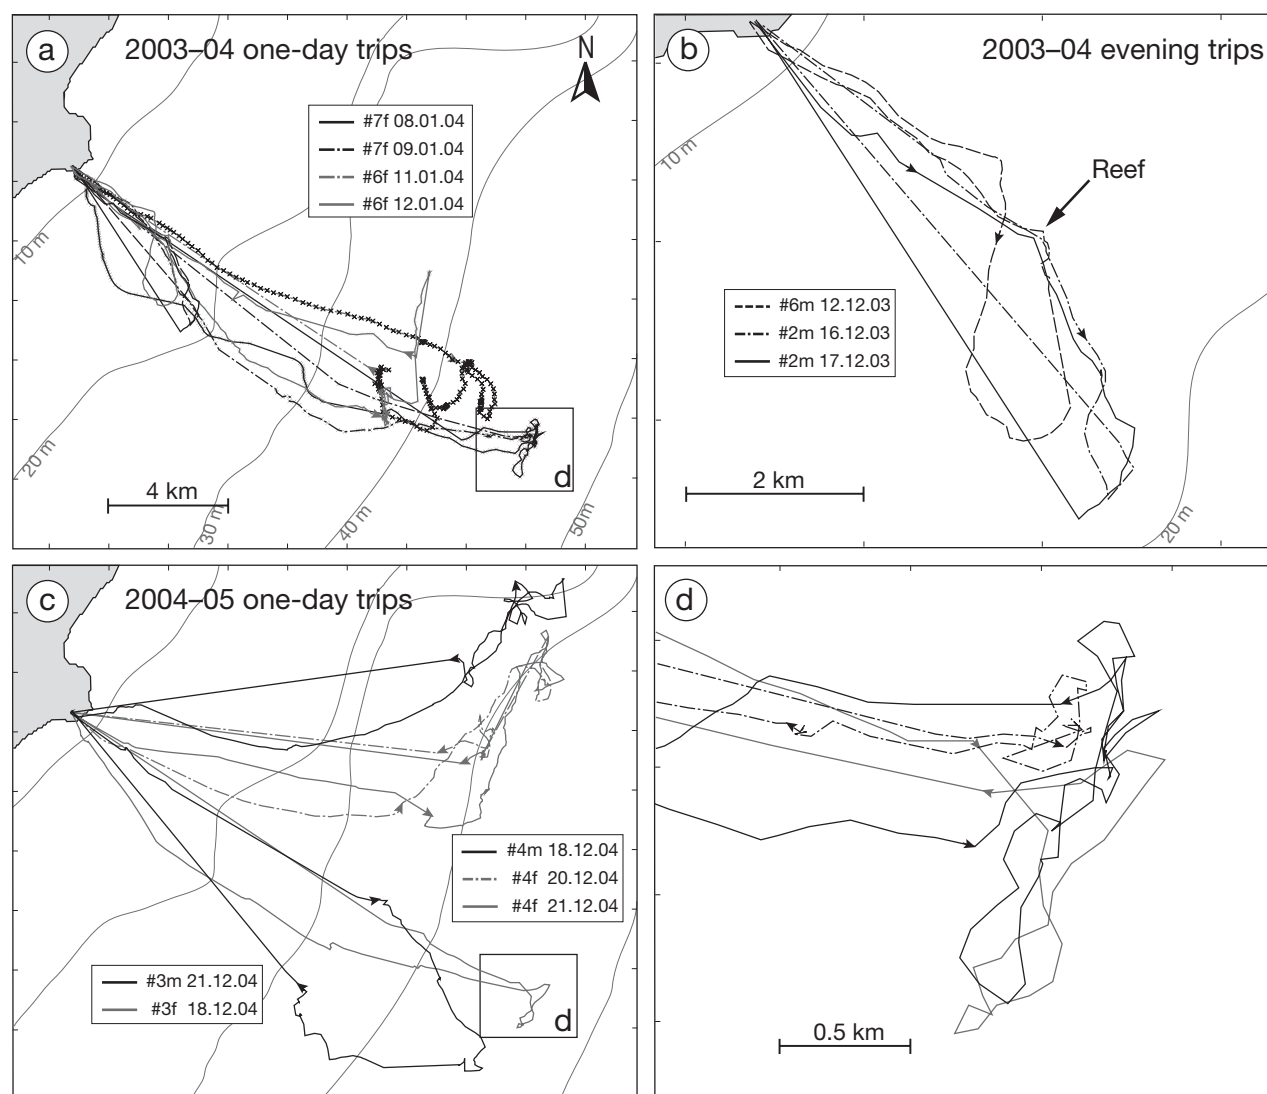 a
2003–04 one-day trips
N
#7f 08.01.04
#7f 09.01.04
#6f 11.01.04
#6f 12.01.04
10 m
20 m
30 m
40 m
50m
4 km
d
b
2003–04 evening trips
10 m
Reef
#6m 12.12.03
#2m 16.12.03
#2m 17.12.03
2 km
20 m
c
2004–05 one-day trips
#4m 18.12.04
#4f 20.12.04
#4f 21.12.04
#3m 21.12.04
#3f 18.12.04
d
d
0.5 km